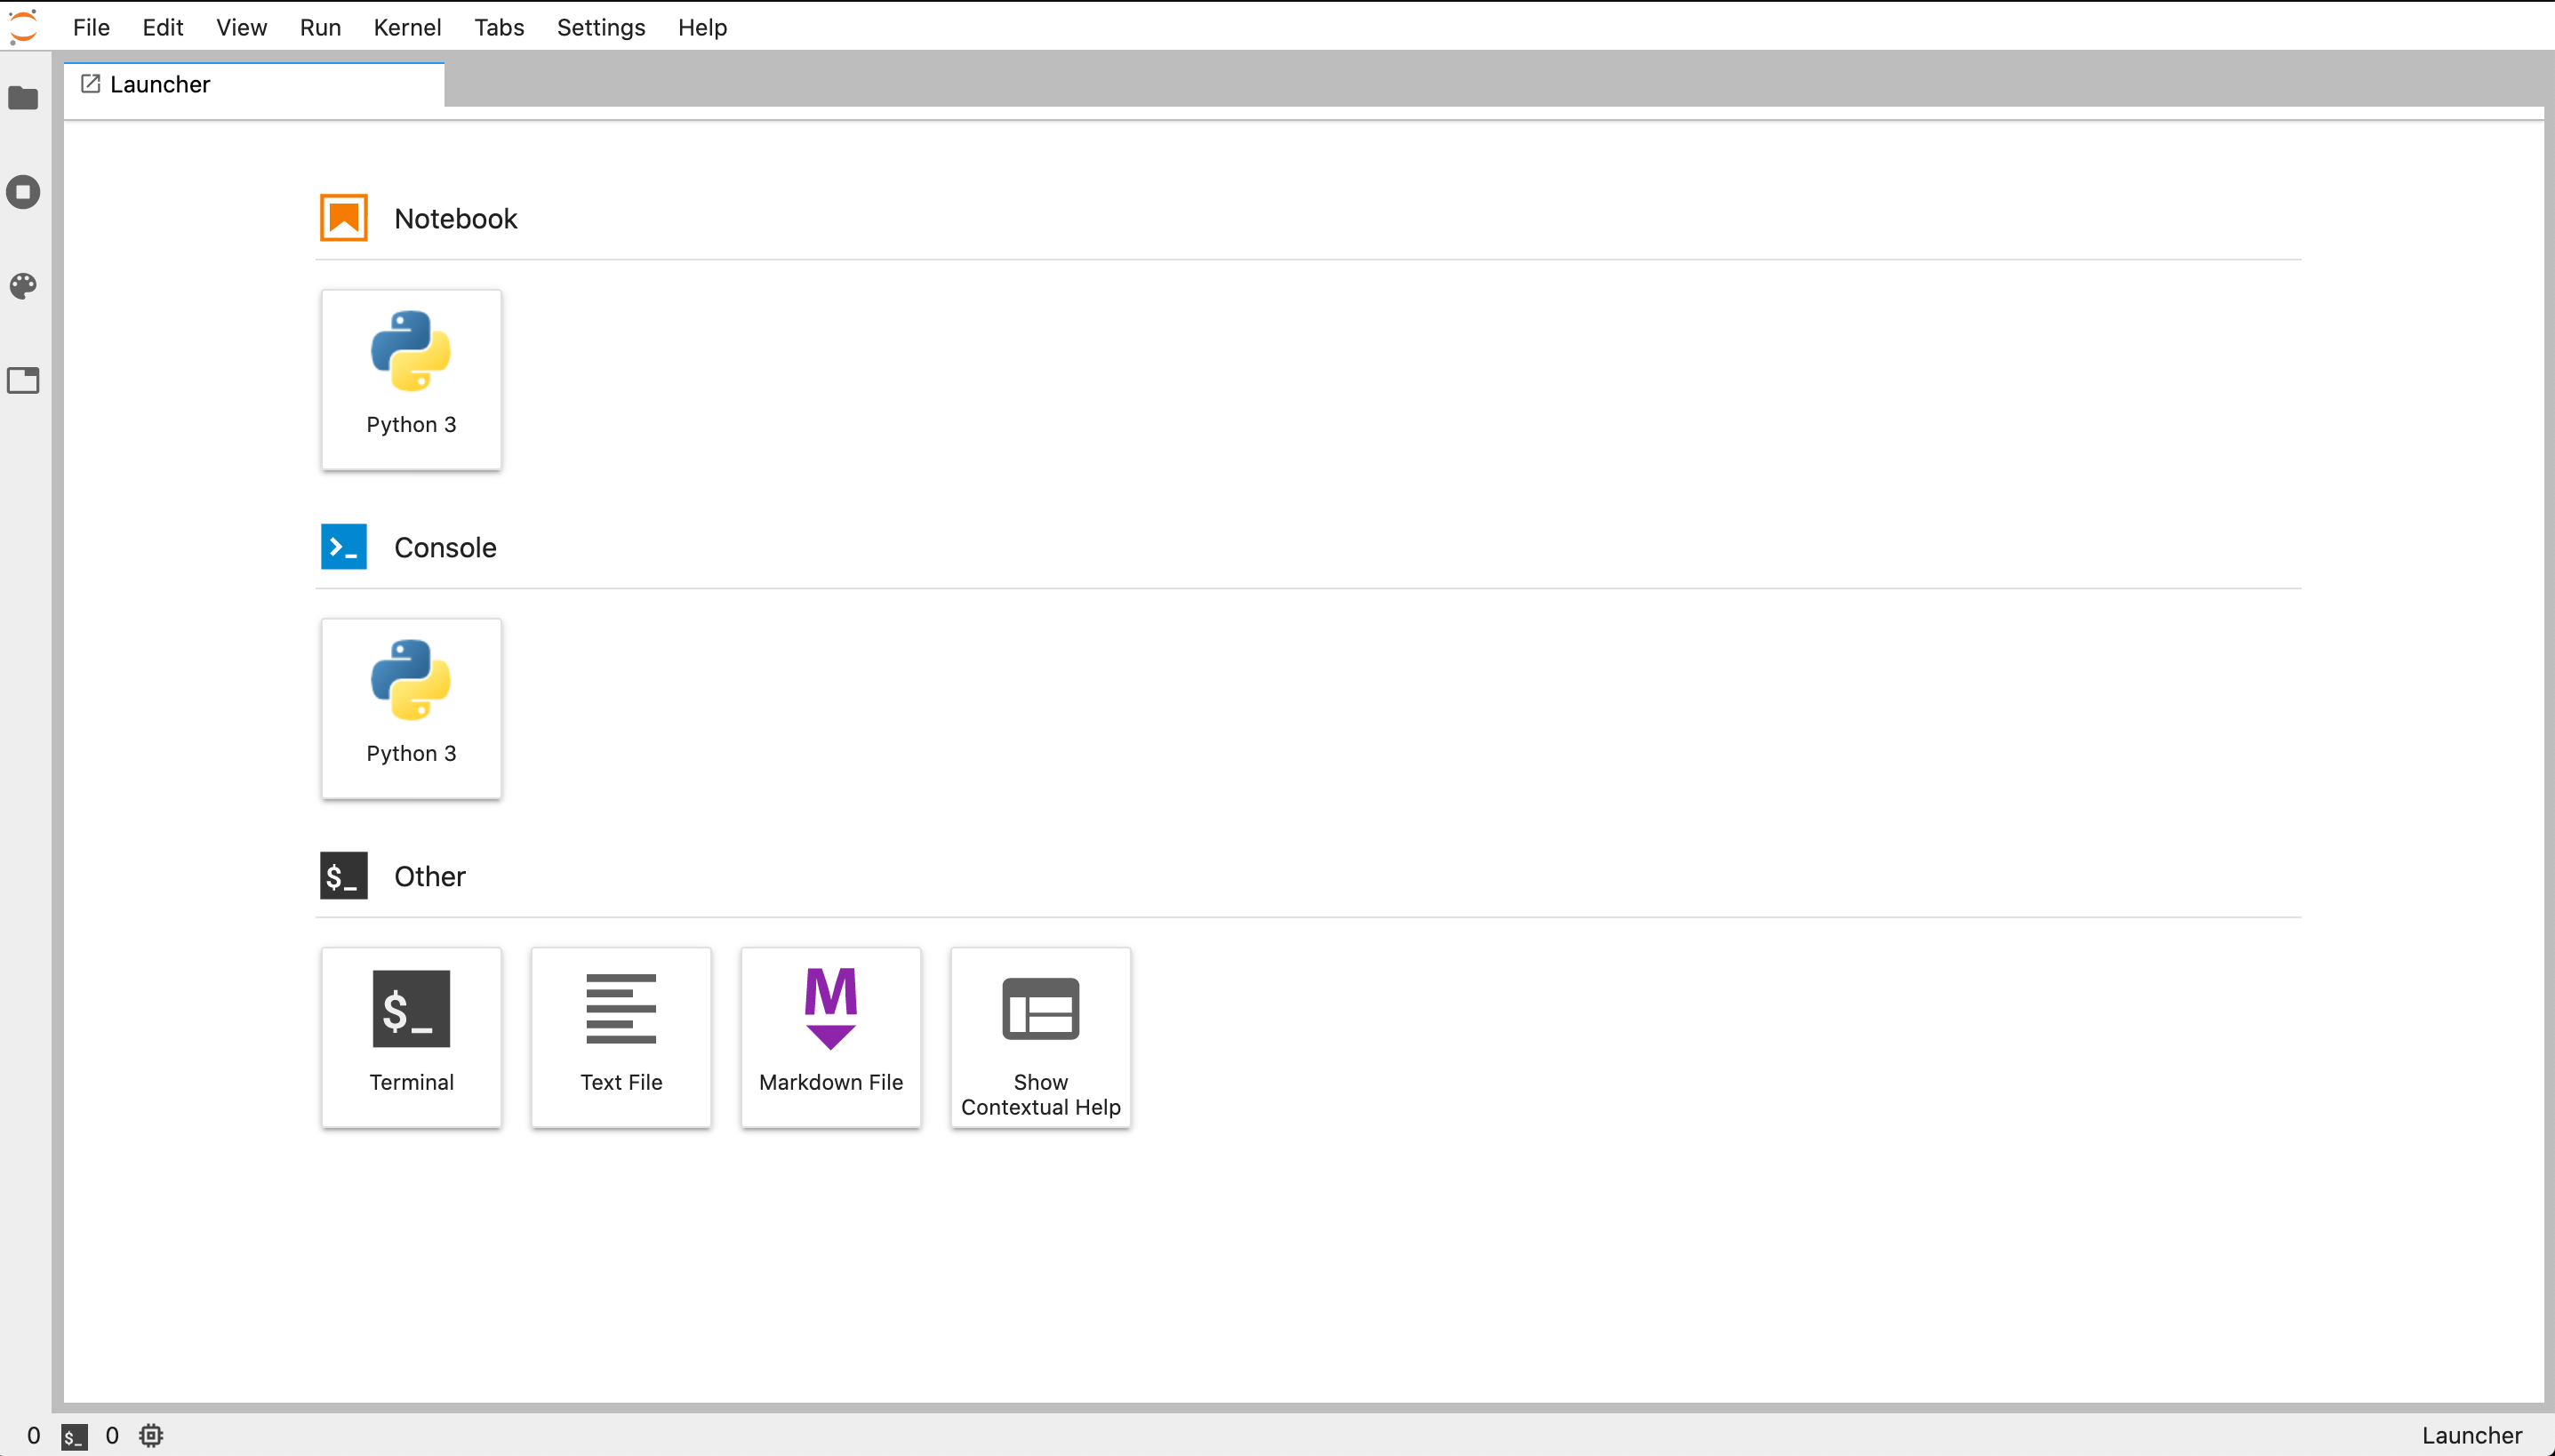 File Edit View Run Kernel Tabs Settings Help
Launcher
Notebook
Python 3
Console
Python 3
$_ Other
$_
Terminal
Text File
M
Markdown File
Show
Contextual Help
0 $_ 0
Launcher